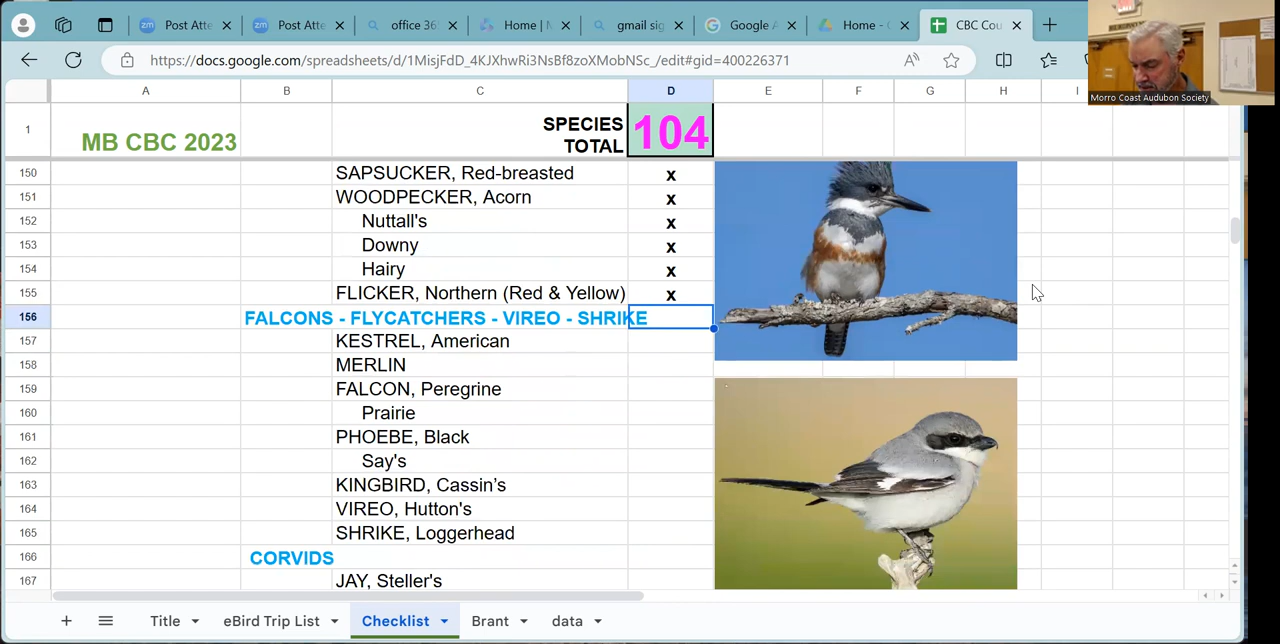 Post Atte
Post Atte
office 36
Home | M
gmail sig
Google A
Home - G
CBC Cou
https://docs.google.com/spreadsheets/d/1MisjFdD_4KJXhwRi3NsBf8zoXMobNSc_/edit#gid=400226371
Morro Coast Audubon Society
A B C D E F G H I
1 MB CBC 2023 SPECIES TOTAL 104
150 SAPSUCKER, Red-breasted x
151 WOODPECKER, Acorn x
152 Nuttall's x
153 Downy x
154 Hairy x
155 FLICKER, Northern (Red & Yellow) x
156 FALCONS - FLYCATCHERS - VIREO - SHRIKE
157 KESTREL, American
158 MERLIN
159 FALCON, Peregrine
160 Prairie
161 PHOEBE, Black
162 Say's
163 KINGBIRD, Cassin’s
164 VIREO, Hutton's
165 SHRIKE, Loggerhead
166 CORVIDS
167 JAY, Steller's
Title eBird Trip List Checklist Brant data